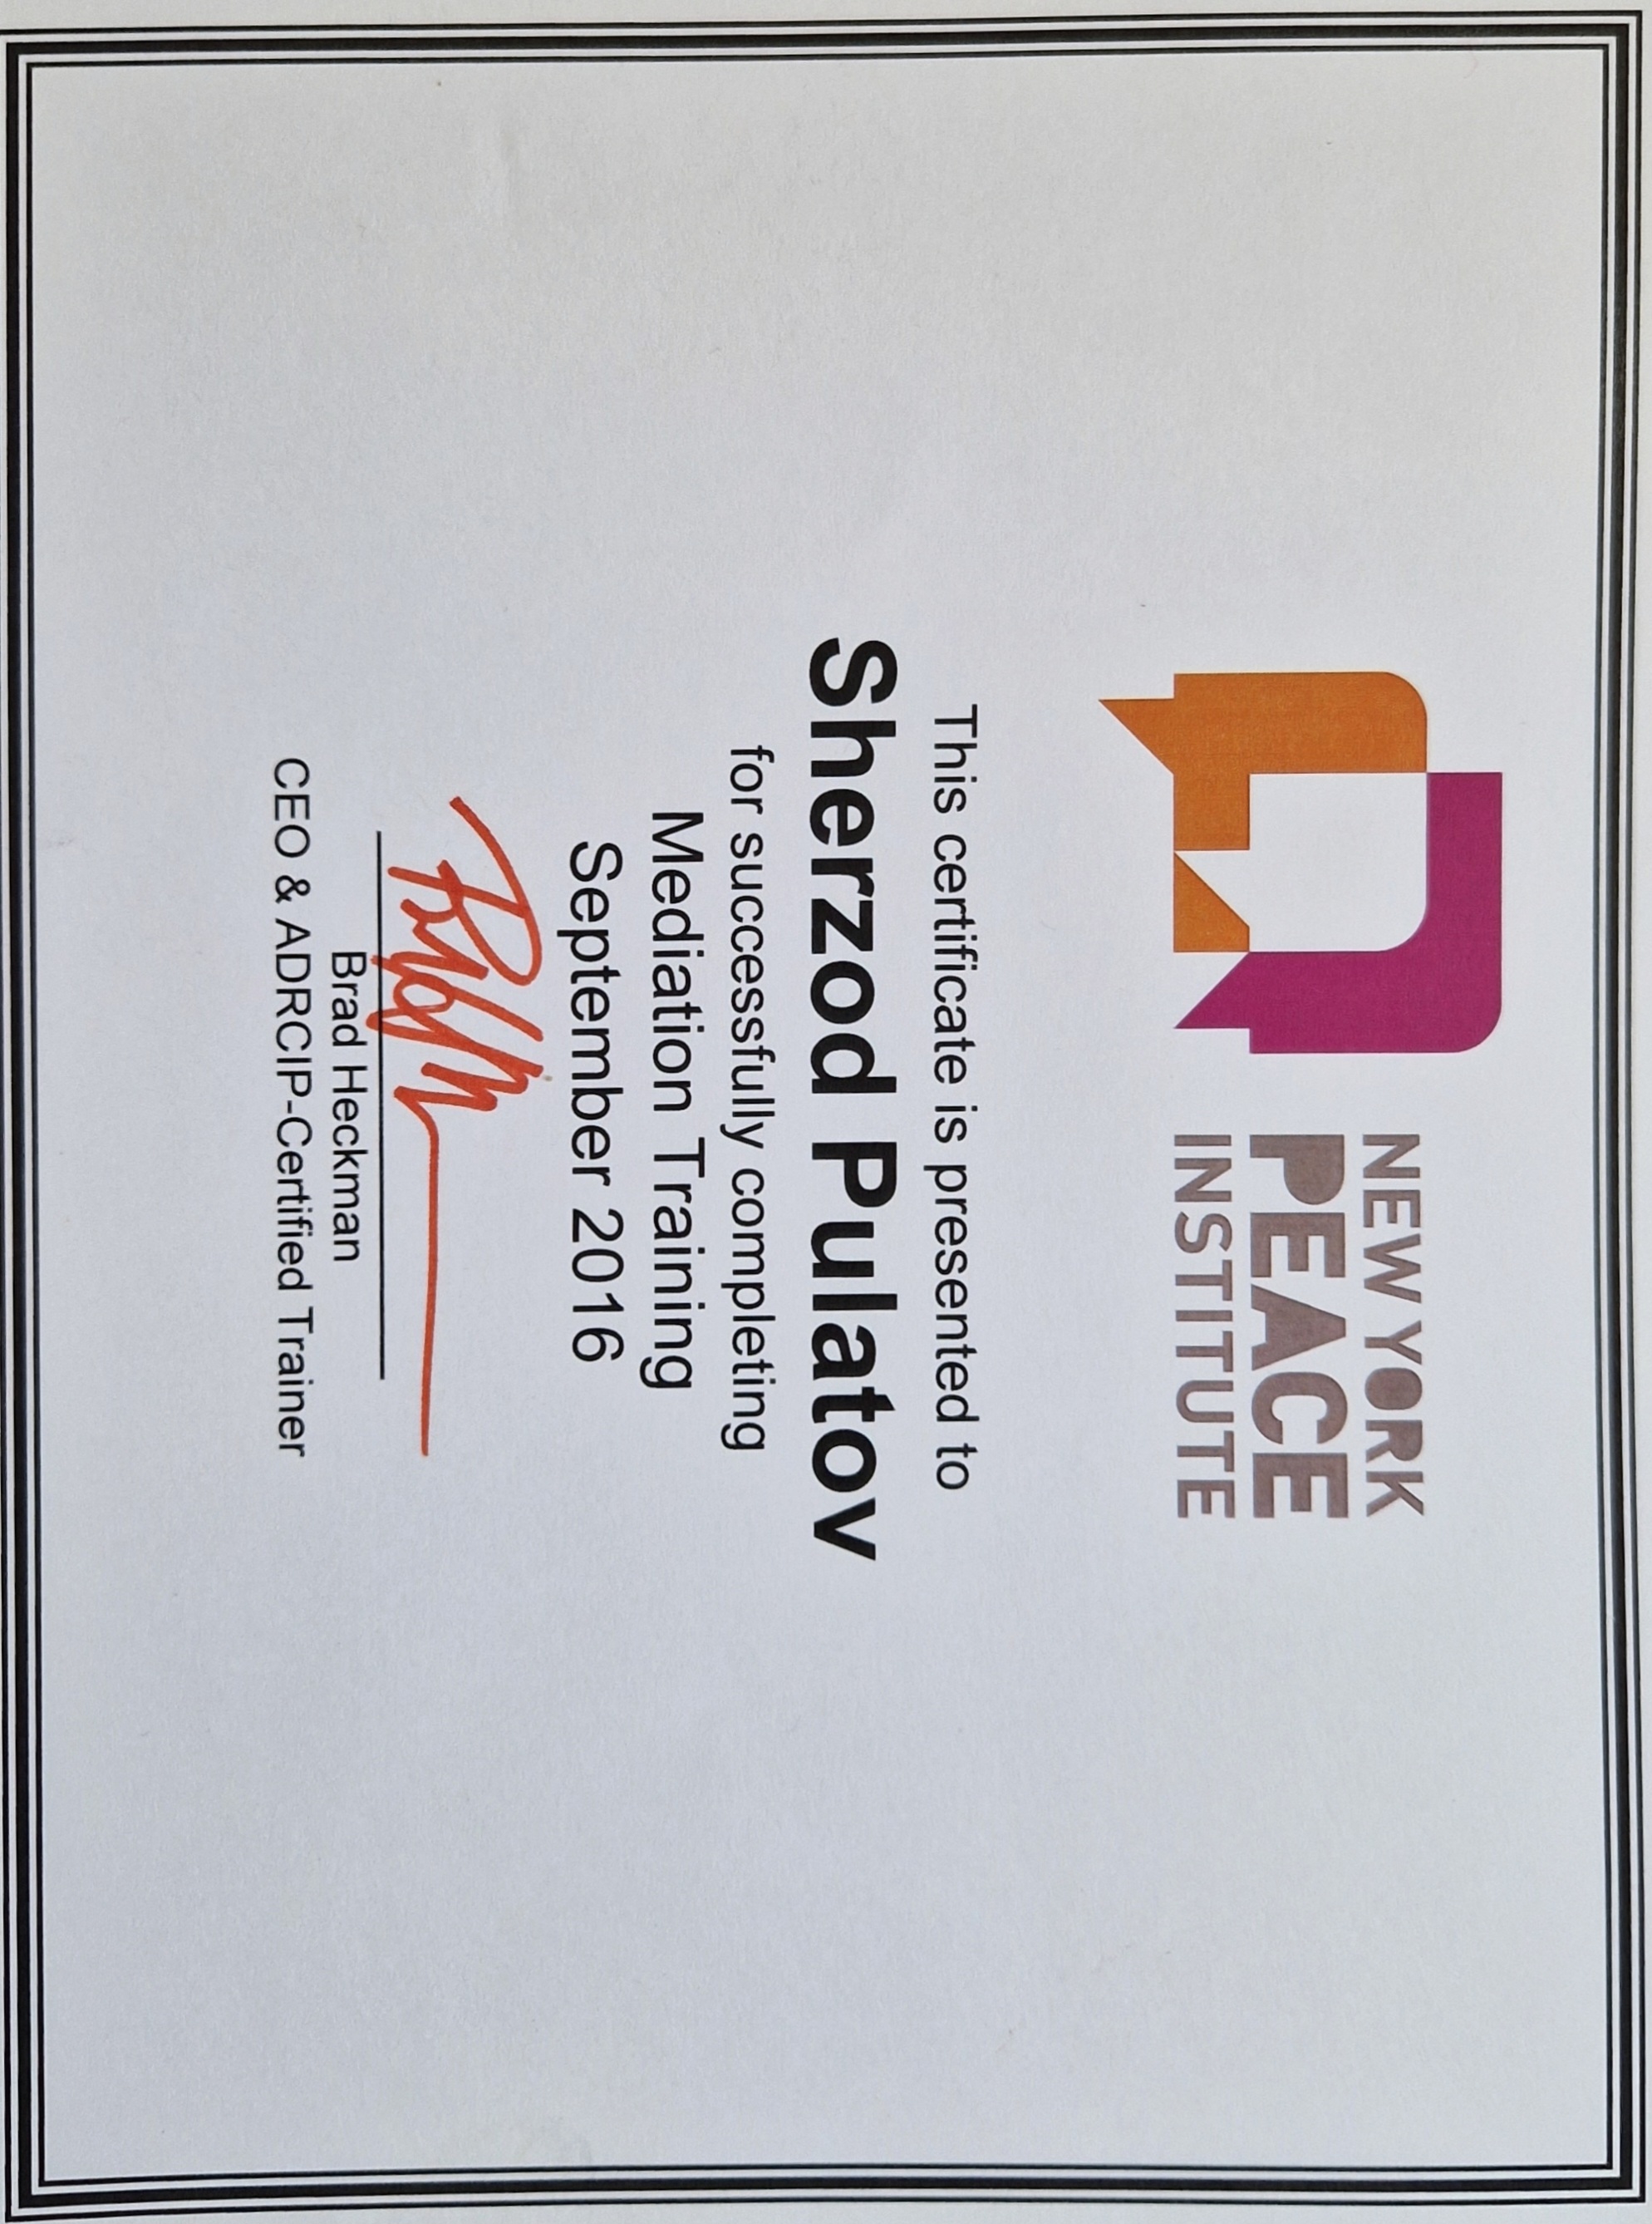 NEW YORK
PEACE
INSTITUTE
This certificate is presented to
Sherzod Pulatov
for successfully completing
Mediation Training
September 2016
Brad Heckman
CEO & ADRCIP-Certified Trainer